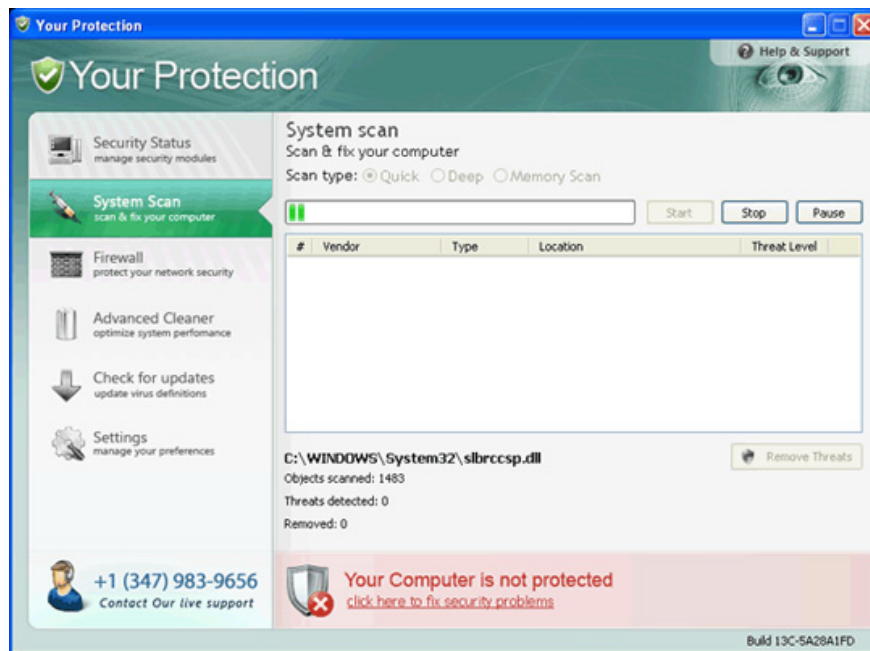 Your Protection
Help & Support
Your Protection
Security Status
manage security modules
System Scan
scan & fix your computer
Firewall
protect your network security
Advanced Cleaner
optimize system perfomance
Check for updates
update virus definitions
Settings
manage your preferences
+1 (347) 983-9656
Contact Our live support
System scan
Scan & fix your computer
Scan type: Quick Deep Memory Scan
Start Stop Pause
# Vendor Type Location Threat Level
C:\WINDOWS\System32\slbrccsp.dll
Remove Threats
Objects scanned: 1483
Threats detected: 0
Removed: 0
Your Computer is not protected
click here to fix security problems
Build 13C-5A28A1FD